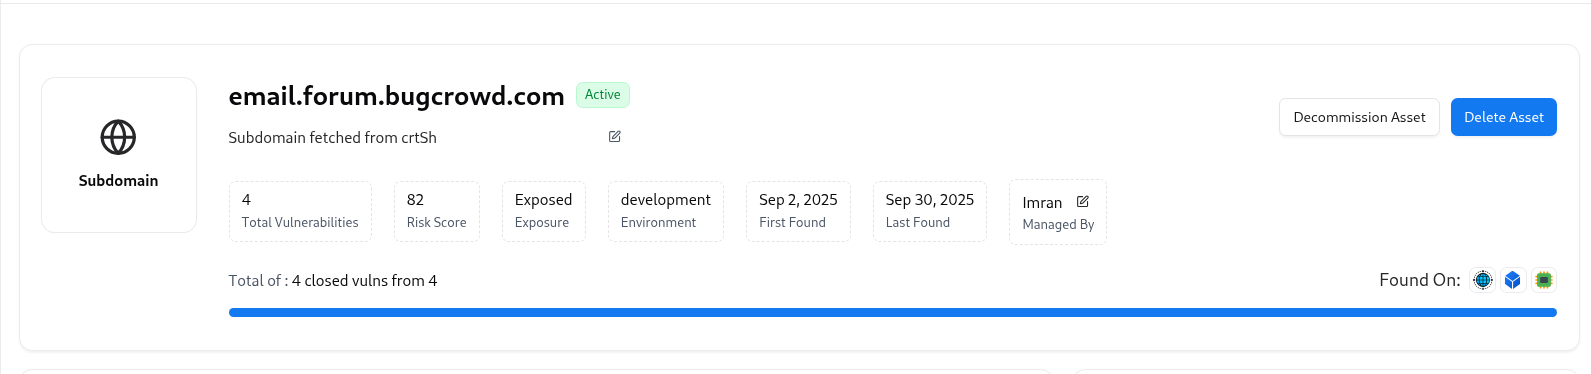 Subdomain
email.forum.bugcrowd.com Active
Subdomain fetched from crtSh
Decommission Asset
Delete Asset
4
Total Vulnerabilities
82
Risk Score
Exposed
Exposure
development
Environment
Sep 2, 2025
First Found
Sep 30, 2025
Last Found
Imran
Managed By
Total of : 4 closed vulns from 4
Found On: